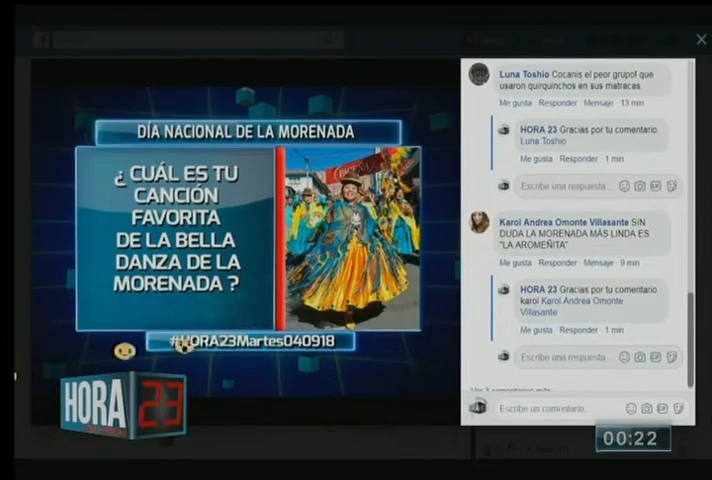 DÍA NACIONAL DE LA MORENADA
¿ CUÁL ES TU
CANCIÓN
FAVORITA
DE LA BELLA
DANZA DE LA
MORENADA ?
#HORA23Martes040918
HORA 23
Luna Toshio Cocanis el peor grupo! que
usaron quirquinchos en sus matracas.
Me gusta · Responder · Mensaje · 13 min
HORA 23 Gracias por tu comentario
Luna Toshio
Me gusta · Responder · 1 min
Escribe una respuesta...
Karol Andrea Omonte Villasante SIN
DUDA LA MORENADA MÁS LINDA ES
"LA AROMEÑITA"
Me gusta · Responder · Mensaje · 9 min
HORA 23 Gracias por tu comentario
karol Karol Andrea Omonte
Villasante
Me gusta · Responder · 1 min
Escribe una respuesta...
Ver 3 comentarios más
Escribe un comentario...
00:22